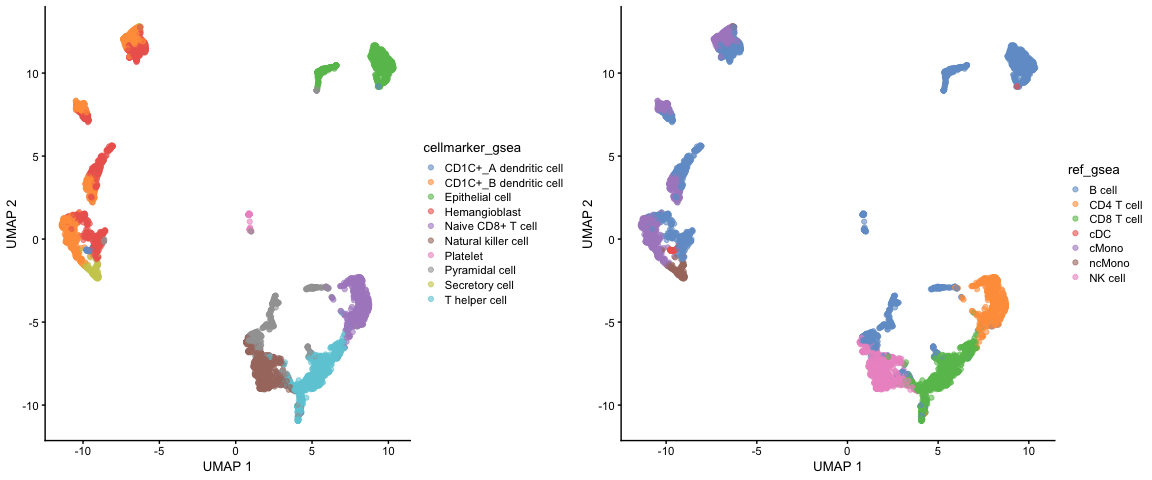 cellmarker_gsea
CD1C+_A dendritic cell
CD1C+_B dendritic cell
Epithelial cell
Hemangioblast
Naive CD8+ T cell
Natural killer cell
Platelet
Pyramidal cell
Secretory cell
T helper cell
10
5
0
-5
-10
UMAP 2
-10
-5
0
5
10
UMAP 1
ref_gsea
B cell
CD4 T cell
CD8 T cell
cDC
cMono
ncMono
NK cell
10
5
0
-5
-10
UMAP 2
-10
-5
0
5
10
UMAP 1